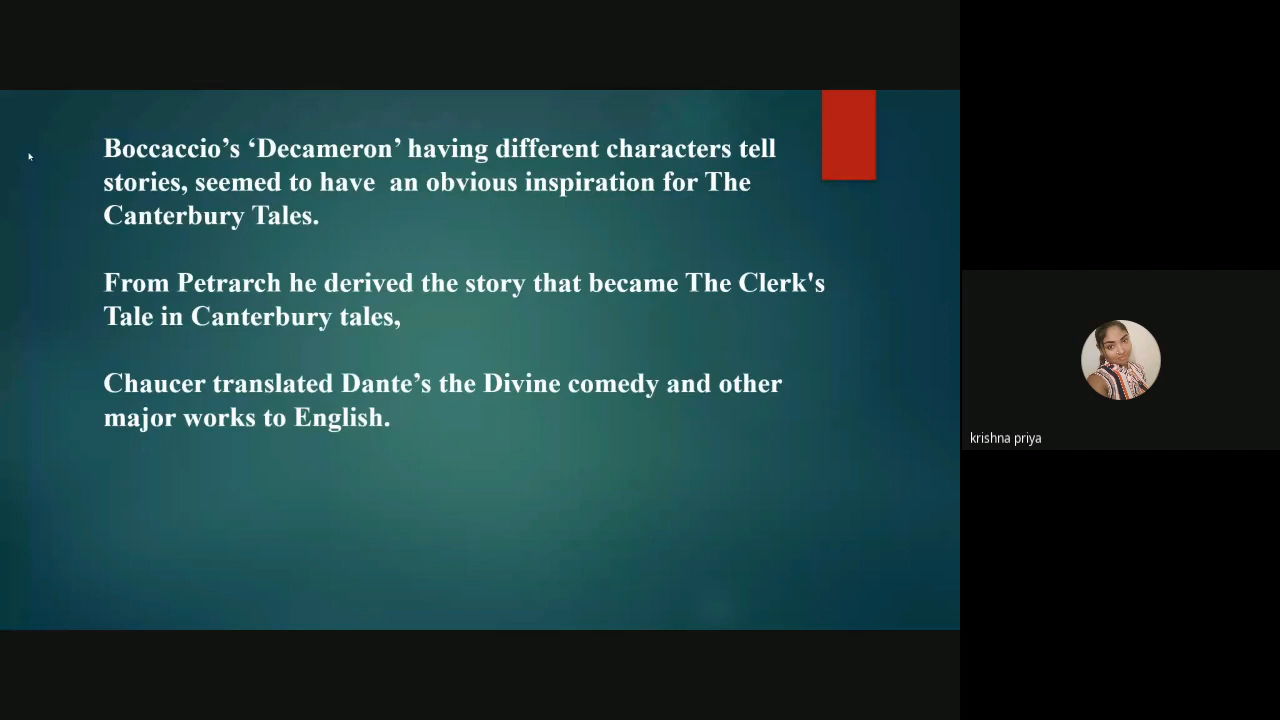 Boccaccio’s ‘Decameron’ having different characters tell
stories, seemed to have  an obvious inspiration for The
Canterbury Tales.
From Petrarch he derived the story that became The Clerk's
Tale in Canterbury tales,
Chaucer translated Dante’s the Divine comedy and other
major works to English.
krishna priya